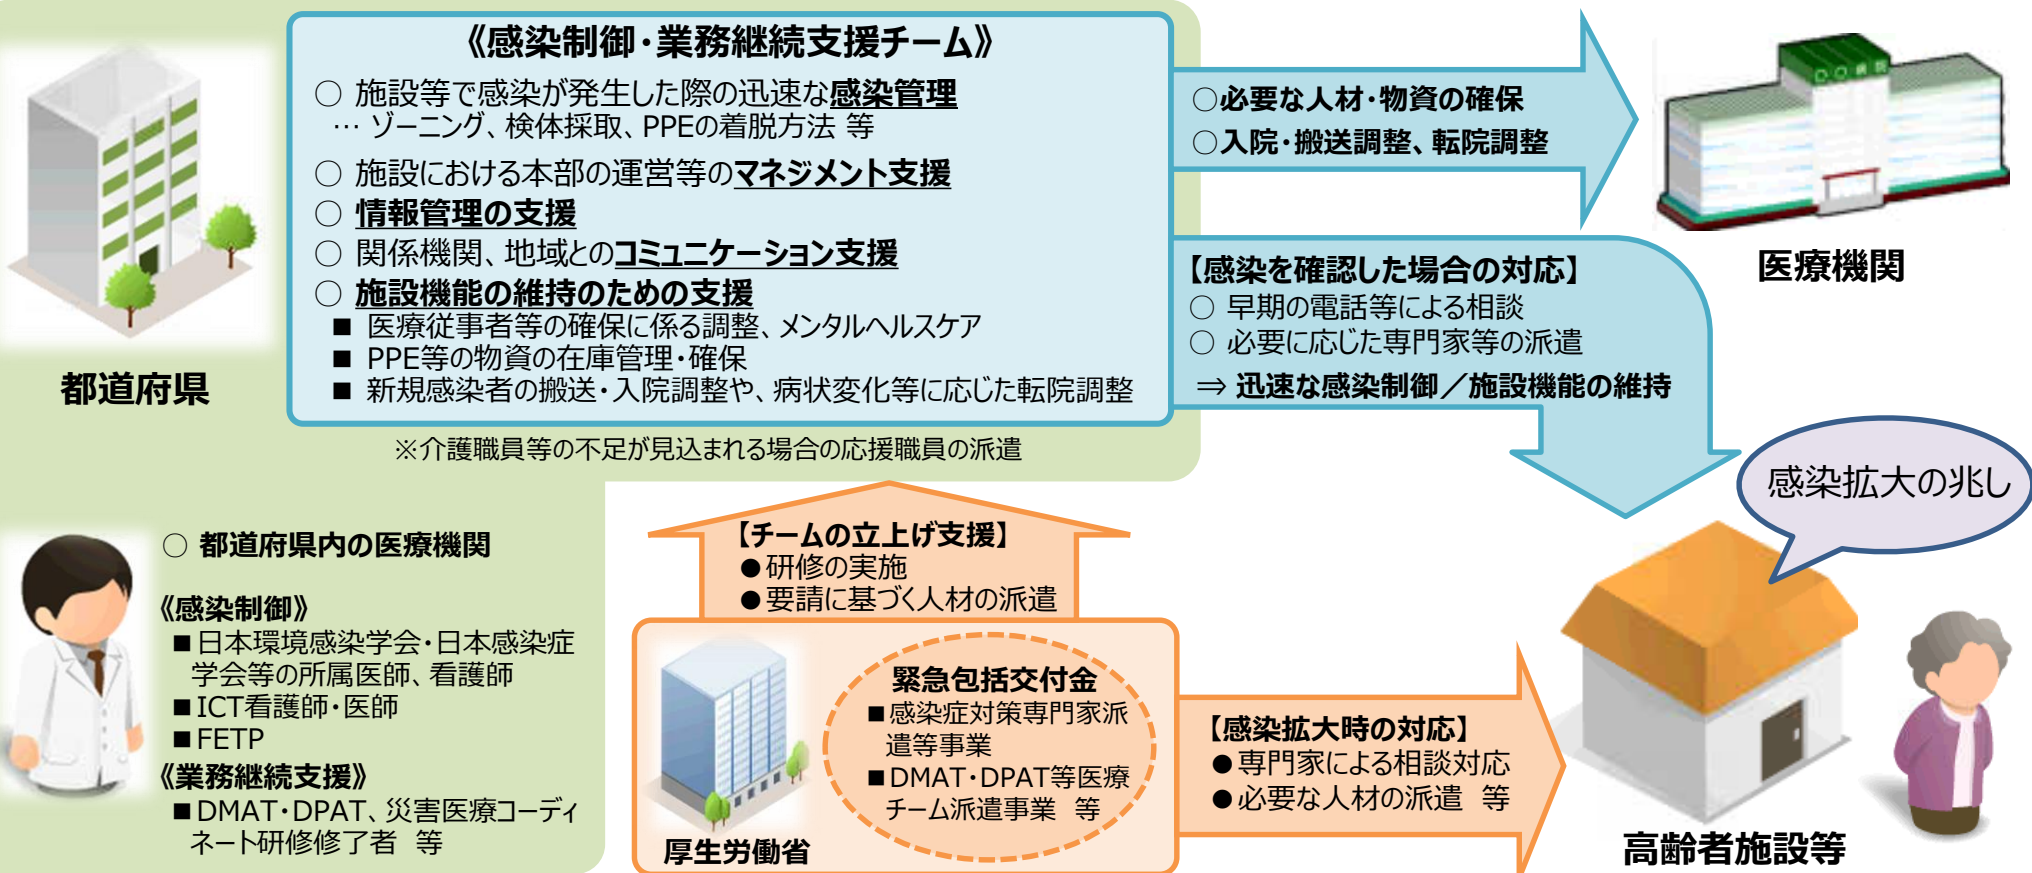 《感染制御・業務継続支援チーム》
○ 施設等で感染が発生した際の迅速な感染管理
… ゾーニング、検体採取、PPEの着脱方法 等
○ 施設における本部の運営等のマネジメント支援
○ 情報管理の支援
○ 関係機関、地域とのコミュニケーション支援
○ 施設機能の維持のための支援
■ 医療従事者等の確保に係る調整、メンタルヘルスケア
■ PPE等の物資の在庫管理・確保
■ 新規感染者の搬送・入院調整や、病状変化等に応じた転院調整
※介護職員等の不足が見込まれる場合の応援職員の派遣
都道府県
○必要な人材・物資の確保
○入院・搬送調整、転院調整
○○病院
医療機関
【感染を確認した場合の対応】
○ 早期の電話等による相談
○ 必要に応じた専門家等の派遣
⇒ 迅速な感染制御／施設機能の維持
感染拡大の兆し
○ 都道府県内の医療機関
《感染制御》
■日本環境感染学会・日本感染症
学会等の所属医師、看護師
■ICT看護師・医師
■FETP
《業務継続支援》
■DMAT・DPAT、災害医療コーディ
ネート研修修了者 等
【チームの立上げ支援】
●研修の実施
●要請に基づく人材の派遣
緊急包括交付金
■感染症対策専門家派
遣等事業
■DMAT・DPAT等医療
チーム派遣事業 等
厚生労働省
【感染拡大時の対応】
●専門家による相談対応
●必要な人材の派遣 等
高齢者施設等